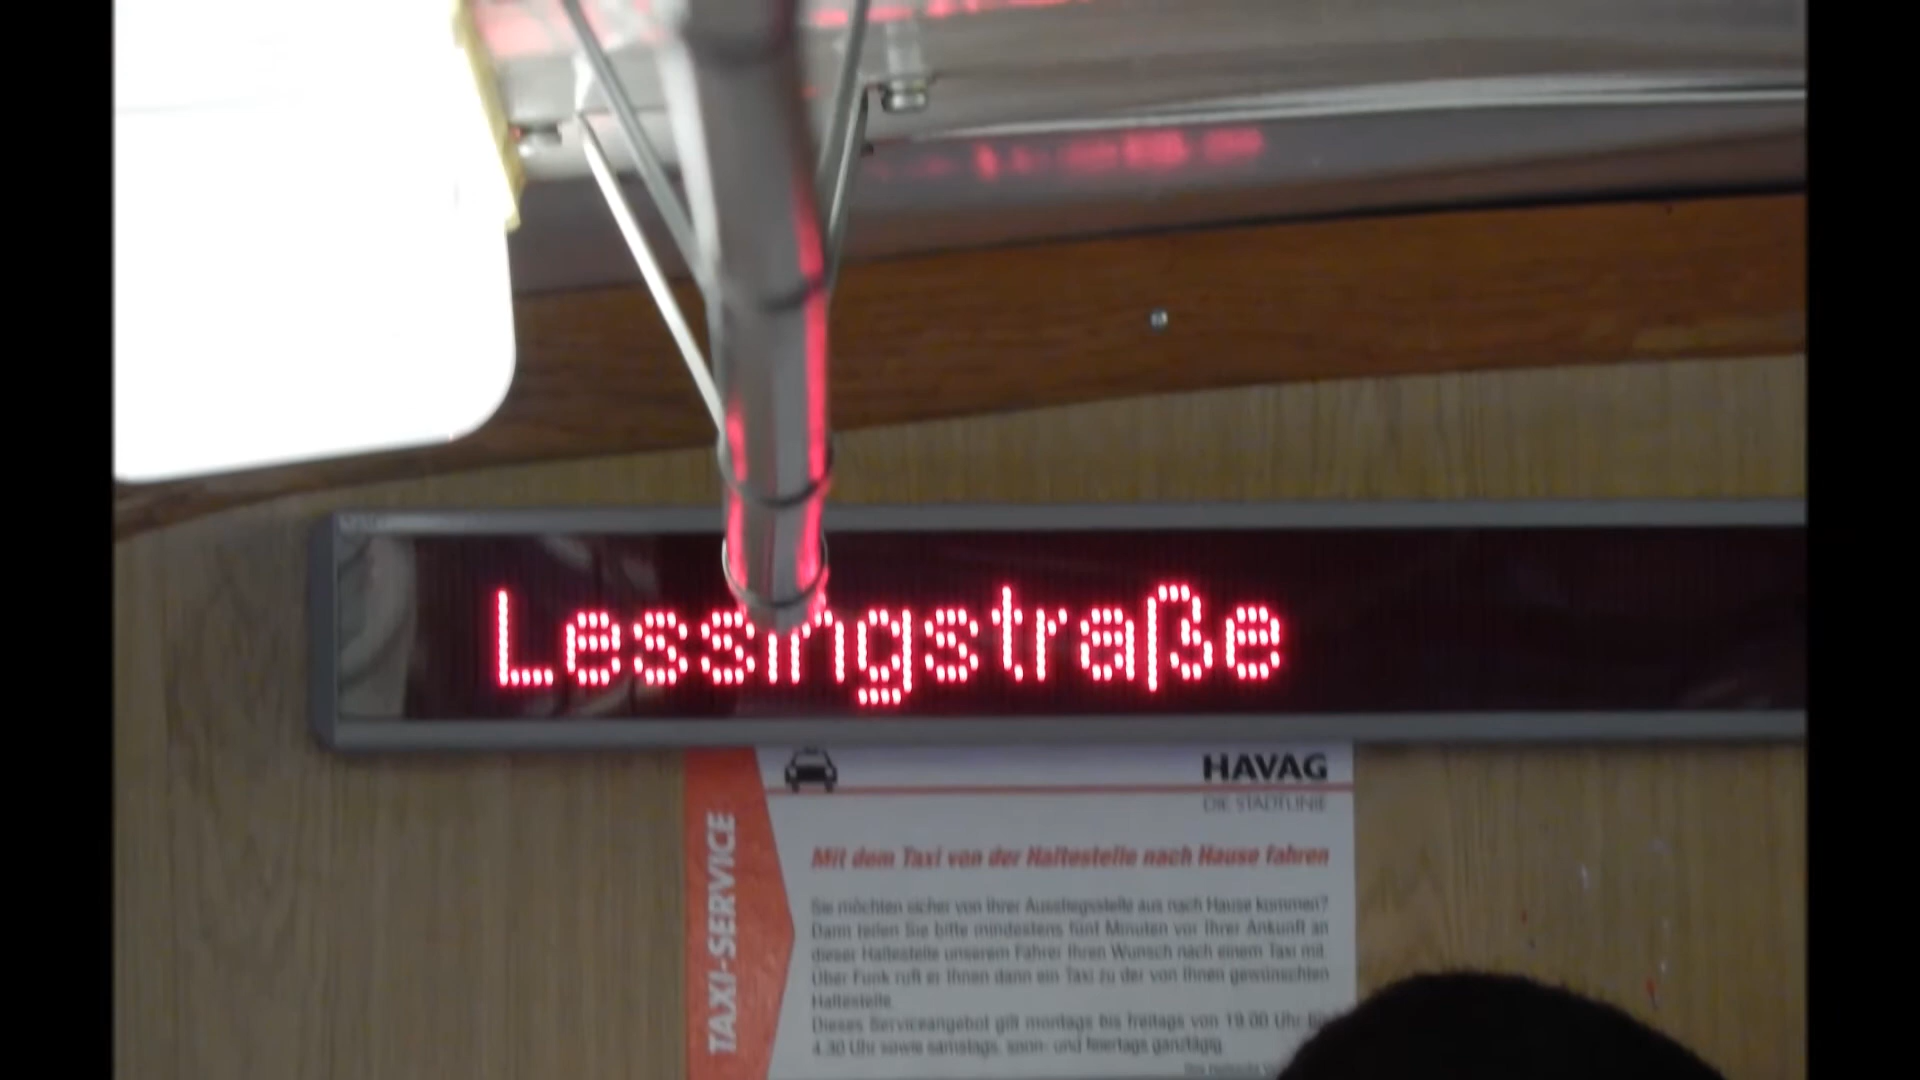 Lessingstraße
HAVAG
DIE STADTLINIE
TAXI-SERVICE
Mit dem Taxi von der Haltestelle nach Hause fahren
Sie möchten sicher von Ihrer Ausstiegsstelle aus nach Hause kommen?
Dann teilen Sie bitte mindestens fünf Minuten vor Ihrer Ankunft an
dieser Haltestelle unserem Fahrer Ihren Wunsch nach einem Taxi mit.
Über Funk ruft er Ihnen dann ein Taxi zu der von Ihnen gewünschten
Haltestelle.
Dieses Serviceangebot gilt montags bis freitags von 19.00 Uhr
4.30 Uhr sowie samstags, sonn- und feiertags ganztägig.